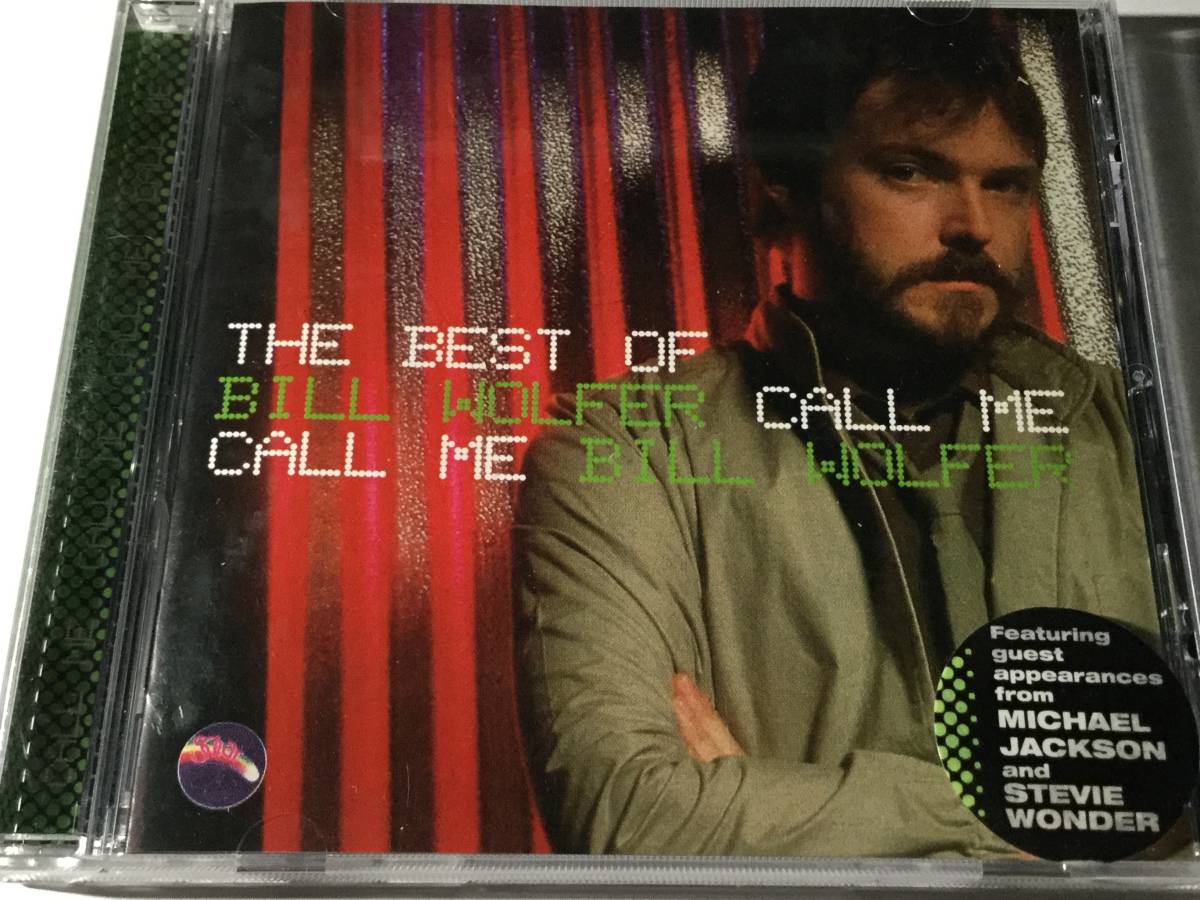 THE BEST OF
BILL WOLFER CALL ME
CALL ME BILL WOLFER
Featuring
guest
appearances
from
MICHAEL
JACKSON
and
STEVIE
WONDER